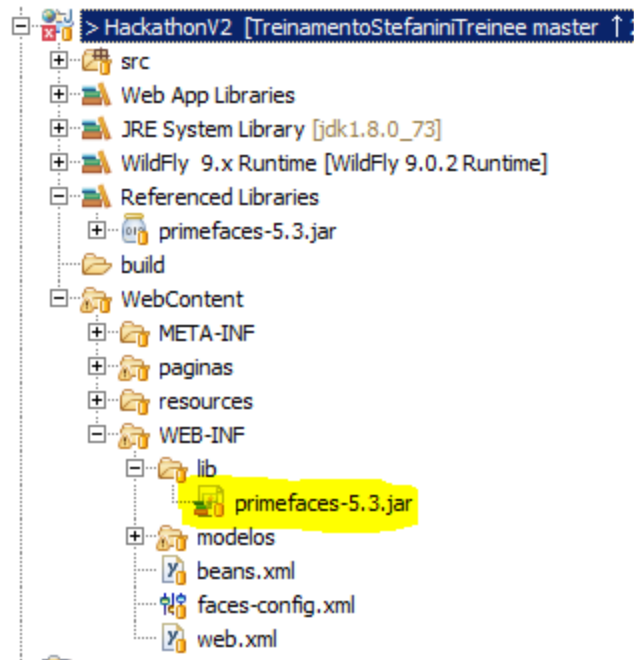 > HackathonV2 [TreinamentoStefaniniTreinee master ↑
src
Web App Libraries
JRE System Library [jdk1.8.0_73]
WildFly 9.x Runtime [WildFly 9.0.2 Runtime]
Referenced Libraries
primefaces-5.3.jar
build
WebContent
META-INF
paginas
resources
WEB-INF
lib
primefaces-5.3.jar
modelos
beans.xml
faces-config.xml
web.xml